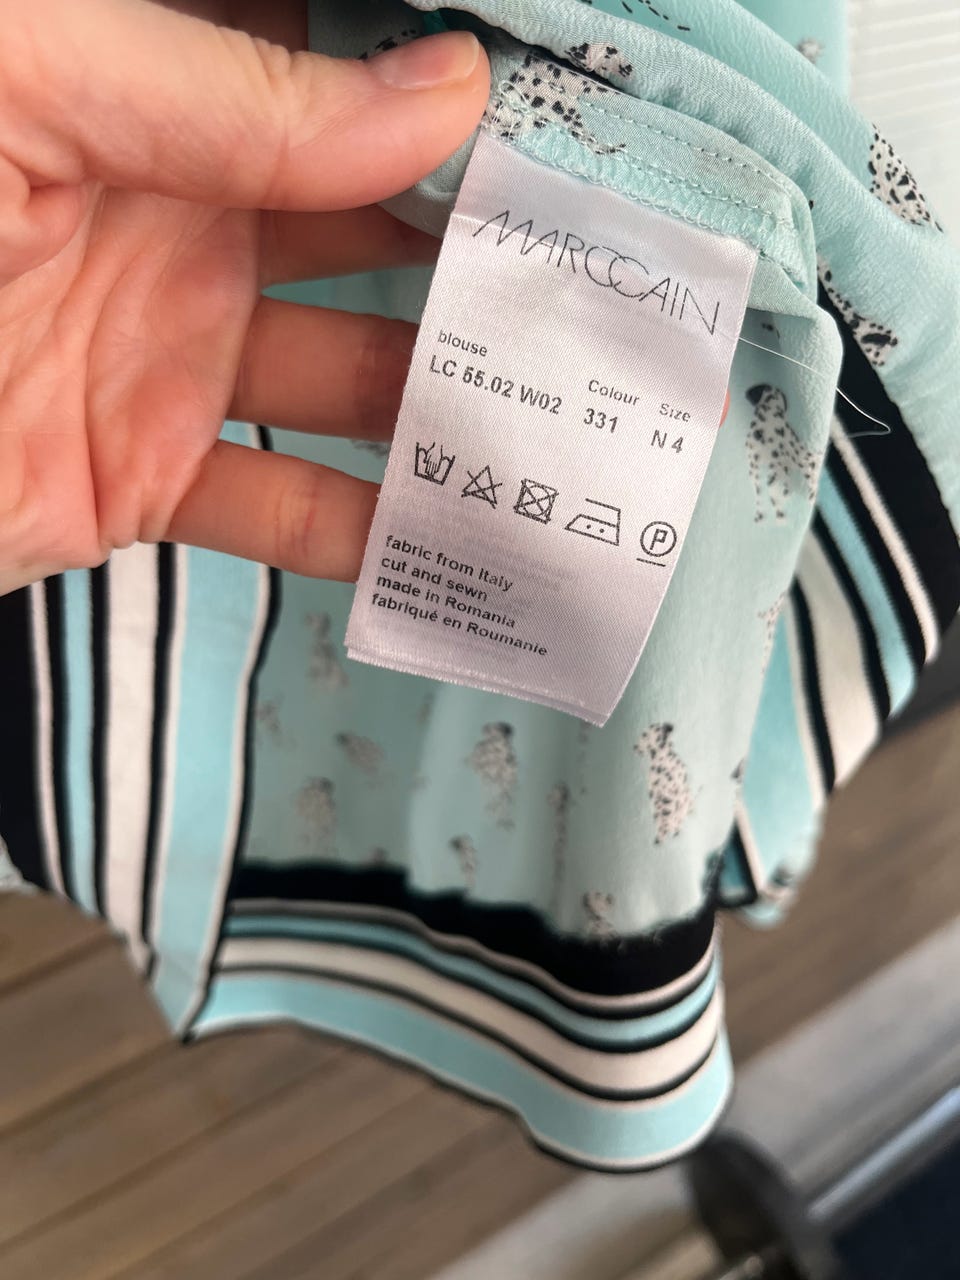 MARCCAIN
blouse
LC 55.02 W02 Colour 331 Size N 4
P
fabric from Italy
cut and sewn
made in Romania
fabriqué en Roumanie